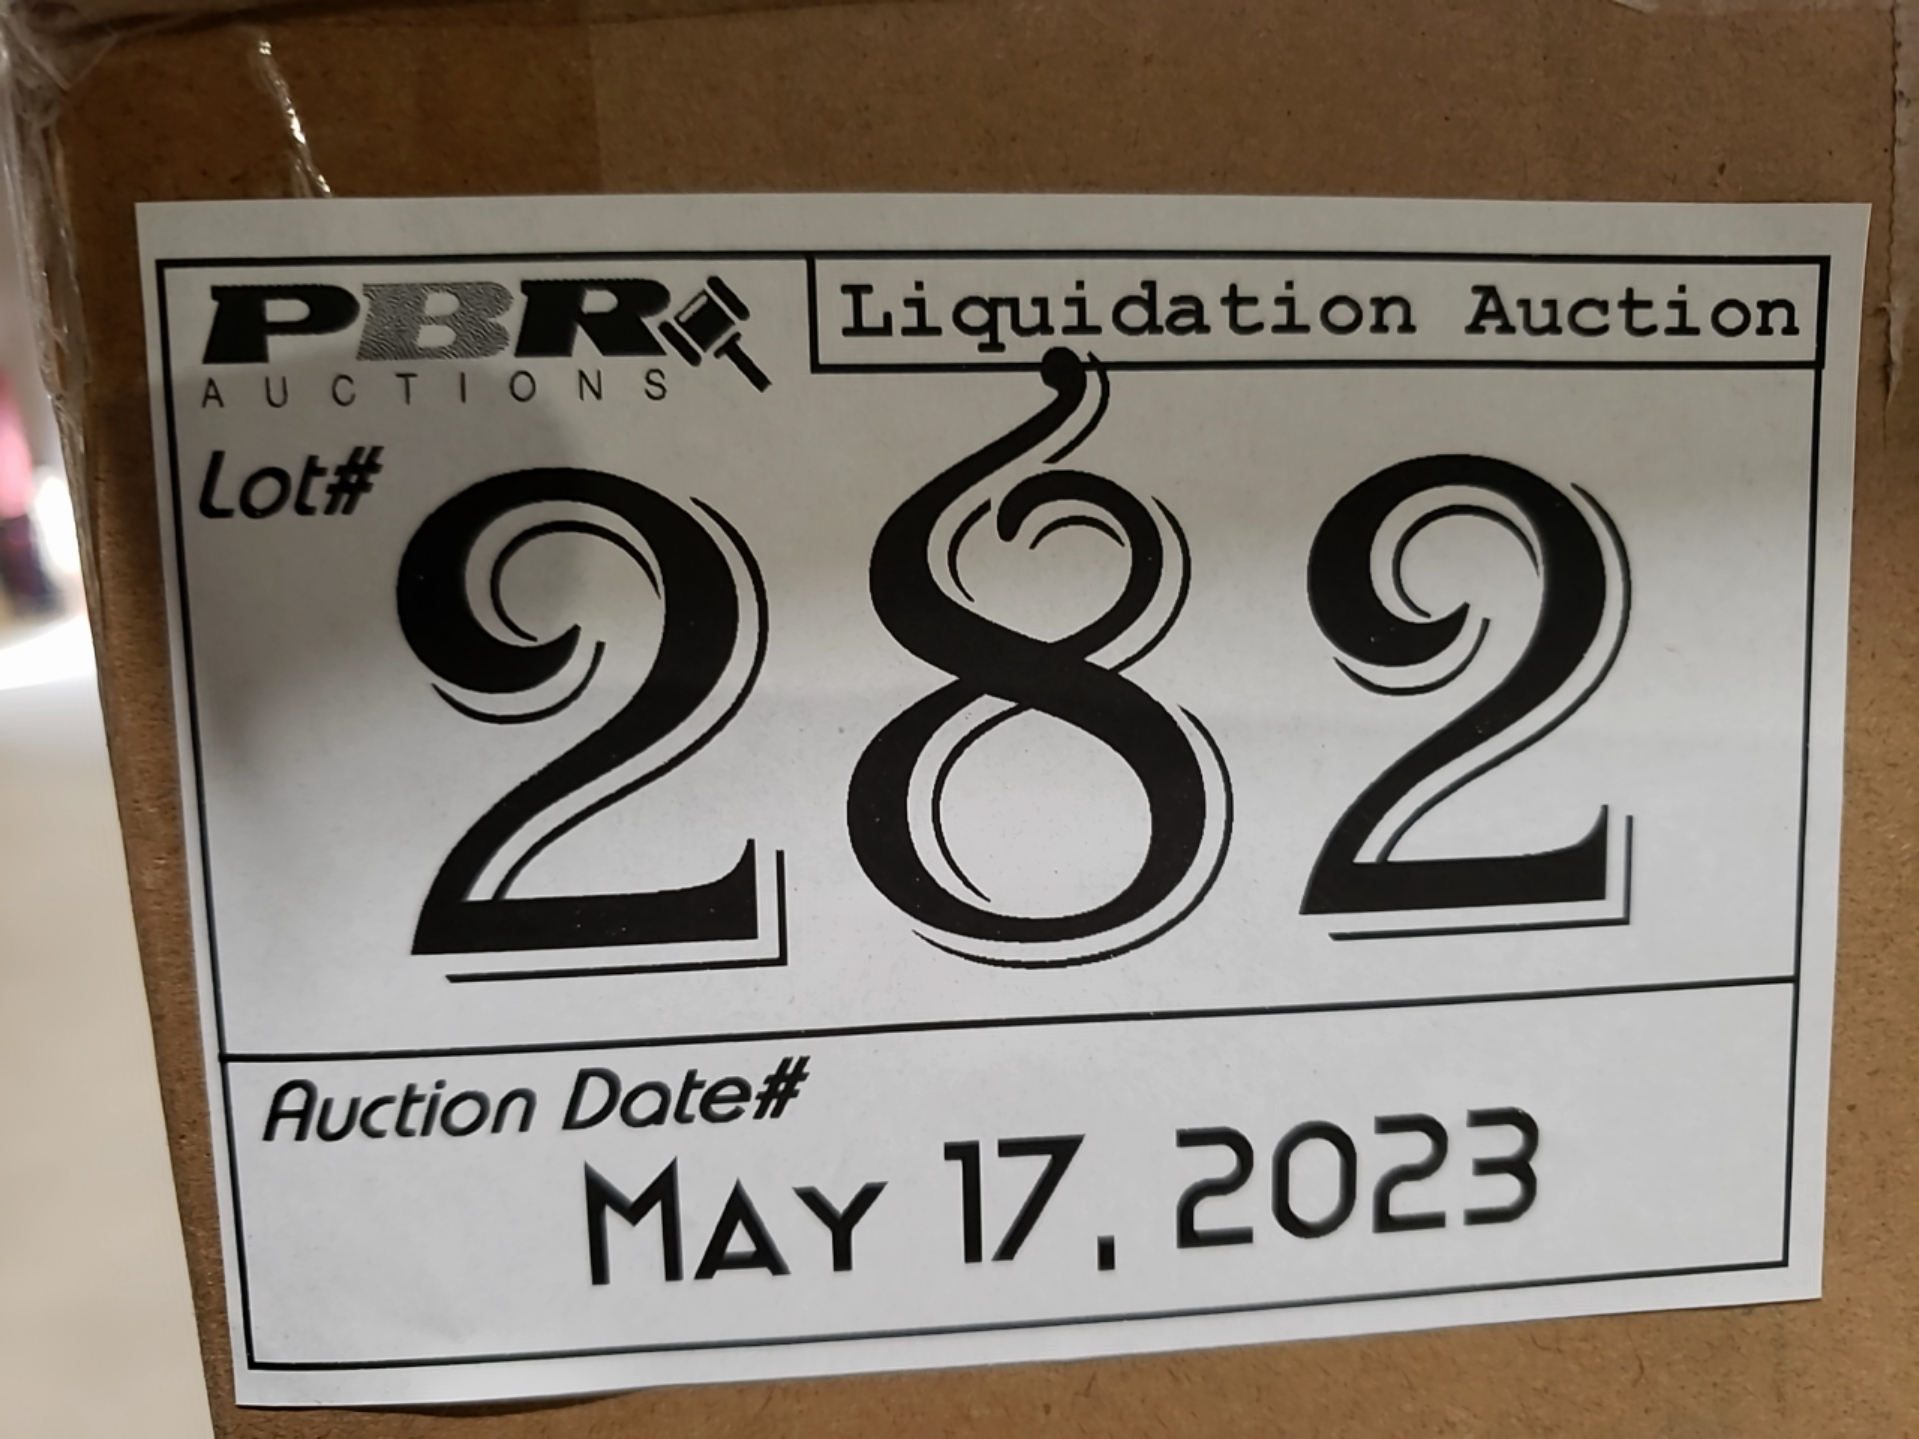 PBR
AUCTIONS
Liquidation Auction
Lot#
282
Auction Date#
MAY 17, 2023